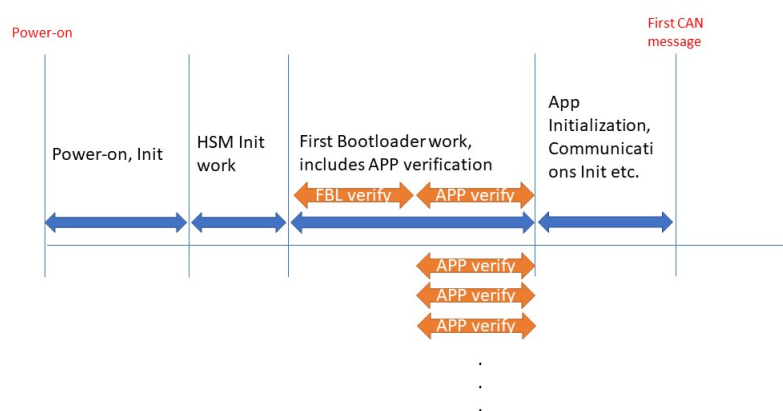 Power-on
First CAN
message
Power-on, Init
HSM Init
work
First Bootloader work,
includes APP verification
App
Initialization,
Communicati
ons Init etc.
FBL verify
APP verify
APP verify
APP verify
APP verify
.
.
.